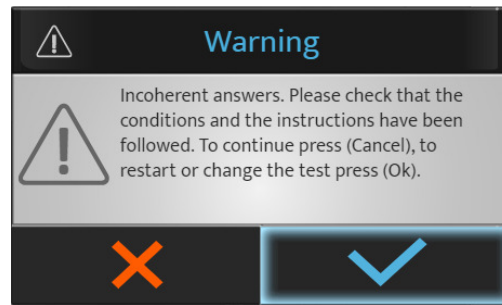 Warning
Incoherent answers. Please check that the
conditions and the instructions have been
followed. To continue press (Cancel), to
restart or change the test press (Ok).